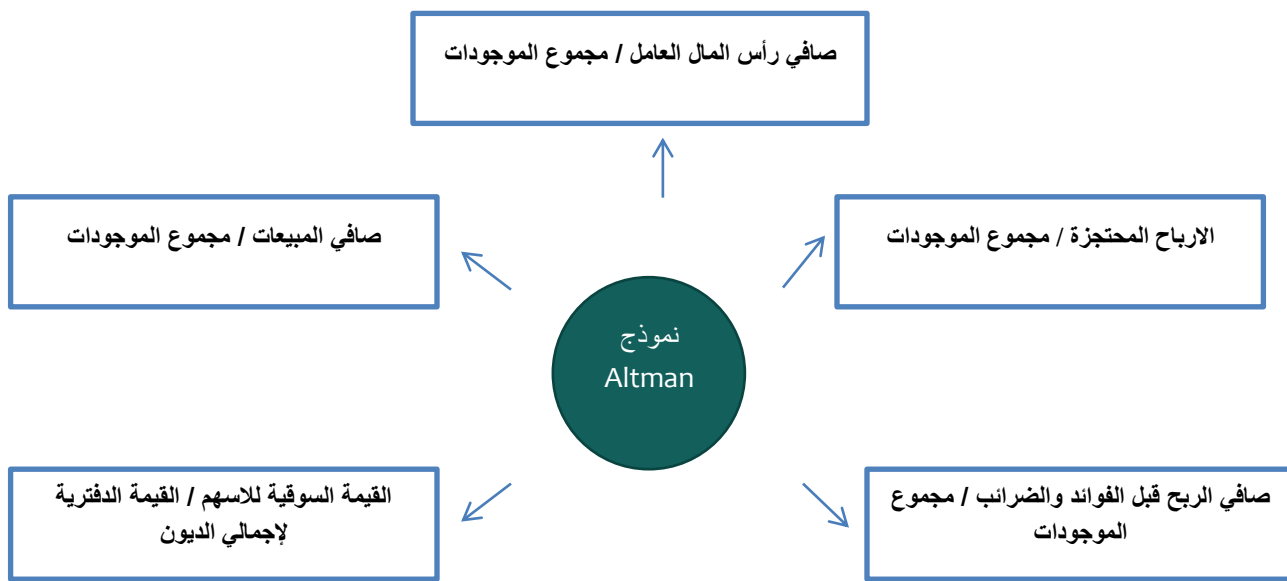 صافي رأس المال العامل / مجموع الموجودات
الارباح المحتجزة / مجموع الموجودات
صافي المبيعات / مجموع الموجودات
نموذج
Altman
صافي الربح قبل الفوائد والضرائب / مجموع
الموجودات
القيمة السوقية للاسهم / القيمة الدفترية
لإجمالي الديون